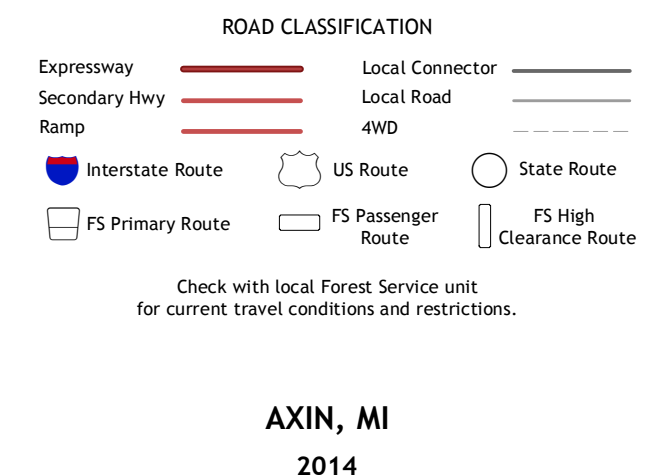 ROAD CLASSIFICATION
Expressway
Local Connector
Secondary Hwy
Local Road
Ramp
4WD
Interstate Route
US Route
State Route
FS Primary Route
FS Passenger
Route
FS High
Clearance Route
Check with local Forest Service unit
for current travel conditions and restrictions.
AXIN, MI
2014